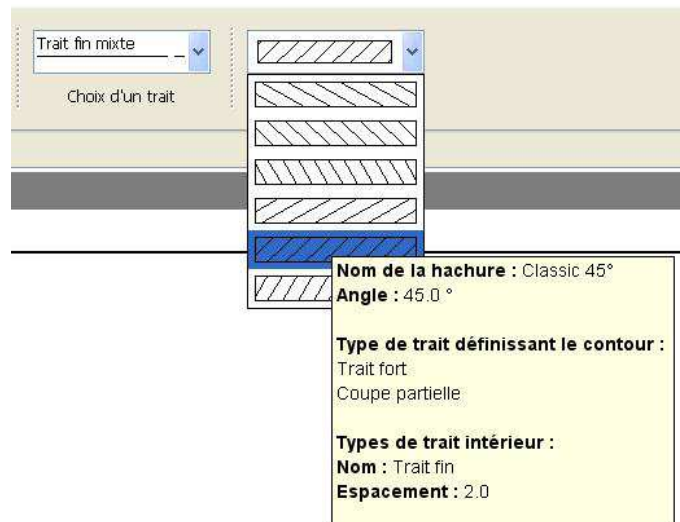 Trait fin mixte
Choix d'un trait
Nom de la hachure : Classic 45°
Angle : 45.0 °
Type de trait définissant le contour :
Trait fort
Coupe partielle
Types de trait intérieur :
Nom : Trait fin
Espacement : 2.0